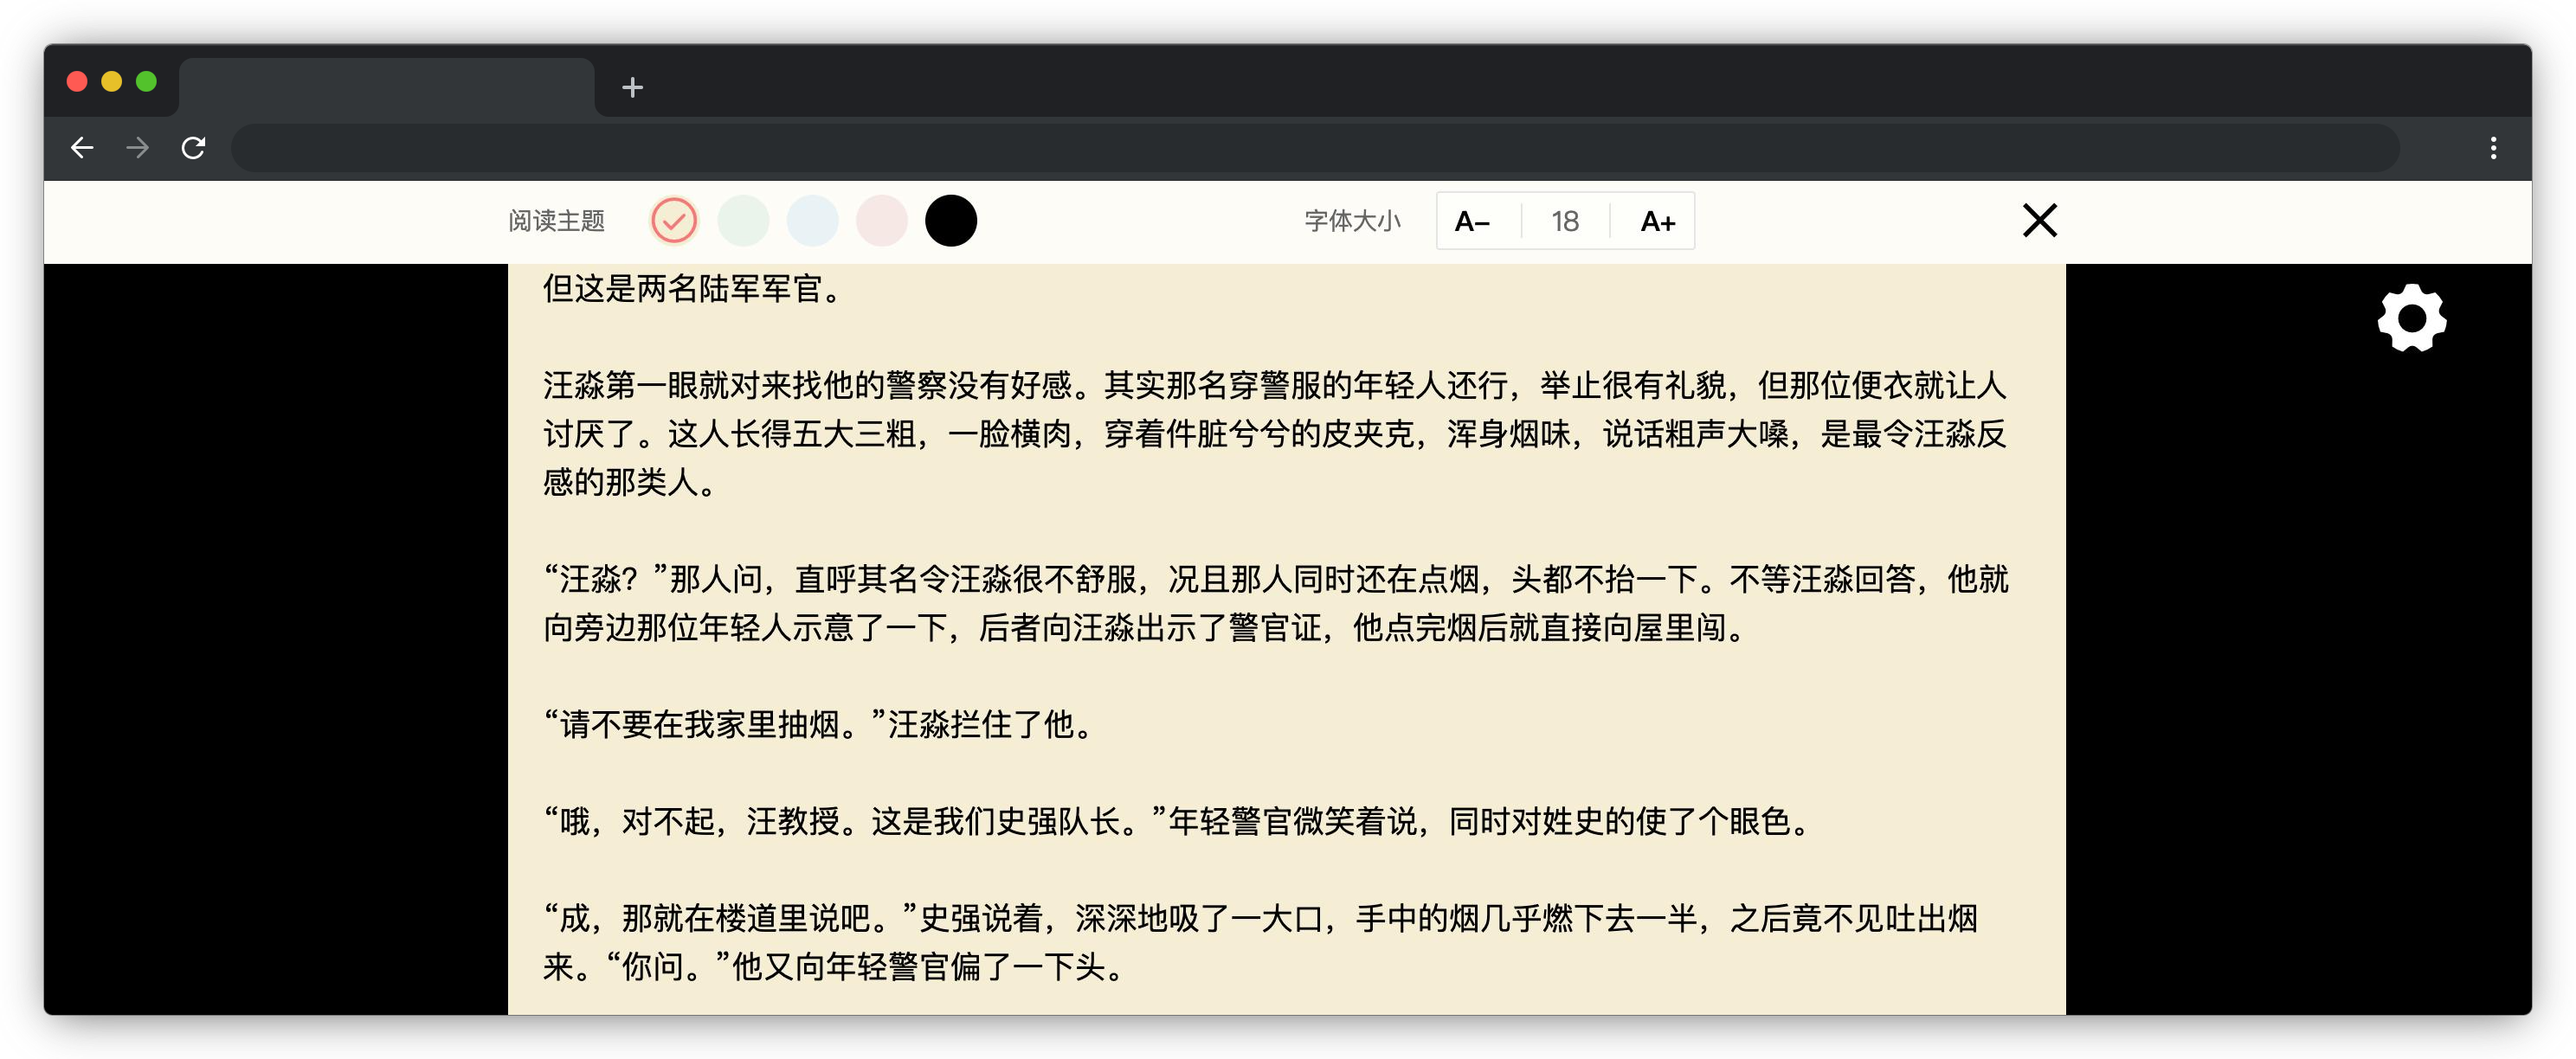 阅读主题
字体大小 A– 18 A+
但这是两名陆军军官。
汪淼第一眼就对来找他的警察没有好感。其实那名穿警服的年轻人还行，举止很有礼貌，但那位便衣就让人
讨厌了。这人长得五大三粗，一脸横肉，穿着件脏兮兮的皮夹克，浑身烟味，说话粗声大嗓，是最令汪淼反
感的那类人。
“汪淼？”那人问，直呼其名令汪淼很不舒服，况且那人同时还在点烟，头都不抬一下。不等汪淼回答，他就
向旁边那位年轻人示意了一下，后者向汪淼出示了警官证，他点完烟后就直接向屋里闯。
“请不要在我家里抽烟。”汪淼拦住了他。
“哦，对不起，汪教授。这是我们史强队长。”年轻警官微笑着说，同时对姓史的使了个眼色。
“成，那就在楼道里说吧。”史强说着，深深地吸了一大口，手中的烟几乎燃下去一半，之后竟不见吐出烟
来。“你问。”他又向年轻警官偏了一下头。